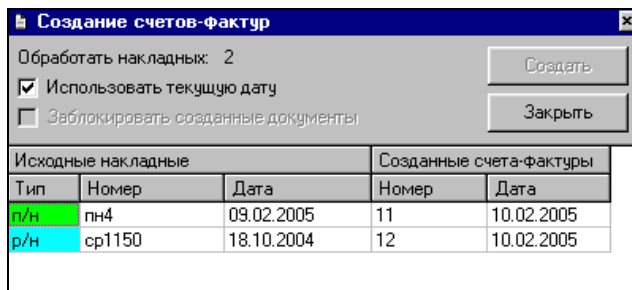 Создание счетов-фактур
Обработать накладных: 2
Создать
Использовать текущую дату
Заблокировать созданные документы
Закрыть
Исходные накладные Созданные счета-фактуры
Тип Номер Дата Номер Дата
п/н пн4 09.02.2005 11 10.02.2005
р/н ср1150 18.10.2004 12 10.02.2005